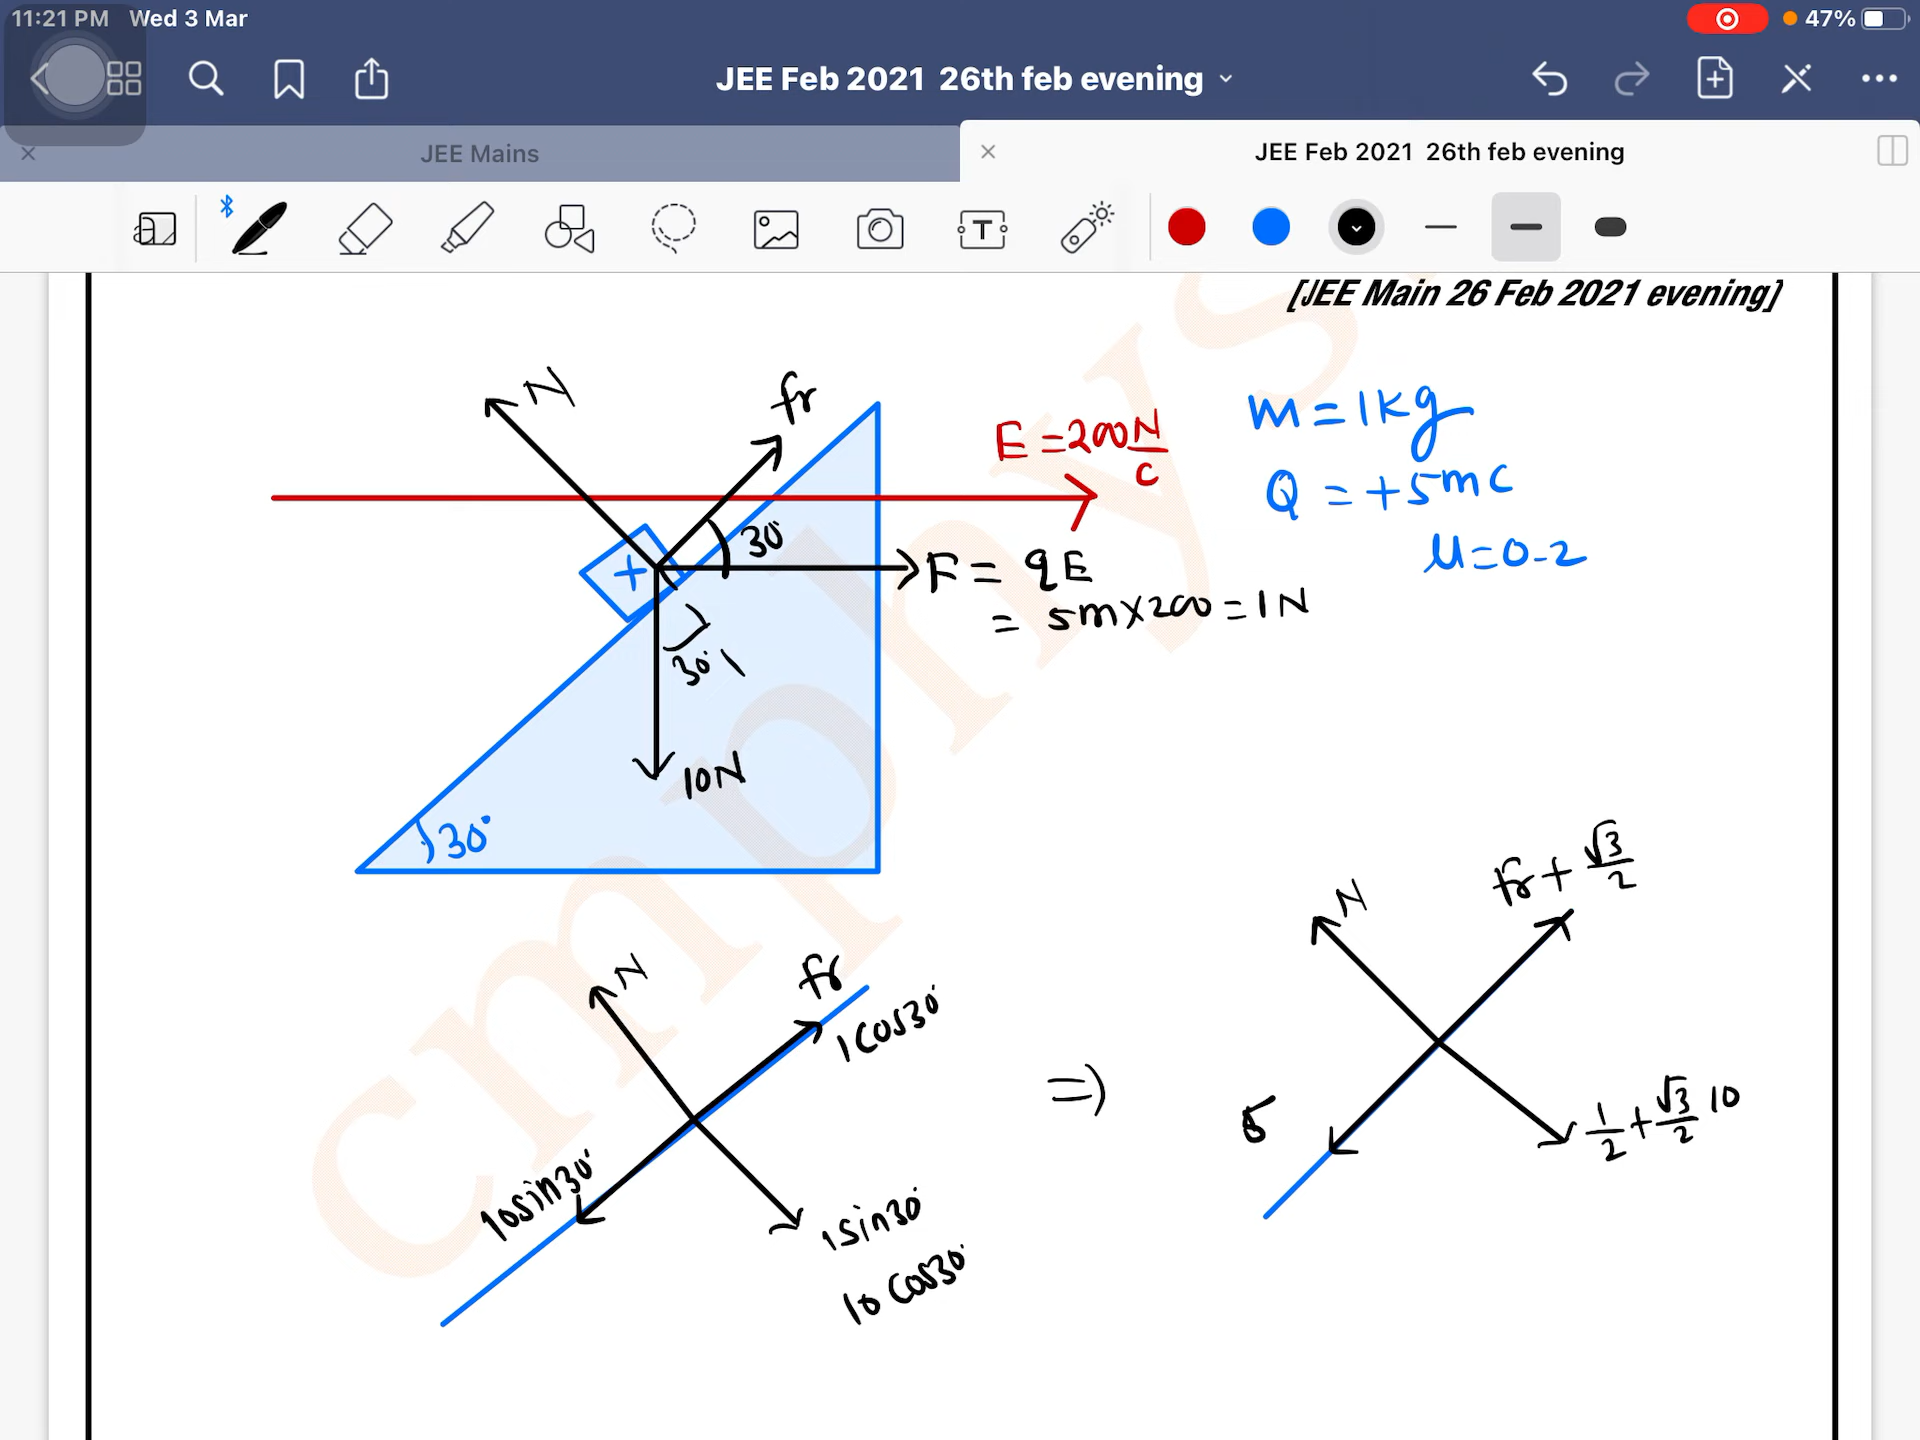 11:21 PM Wed 3 Mar
47%
JEE Feb 2021 26th feb evening
JEE Mains
JEE Feb 2021 26th feb evening
a
T
[JEE Main 26 Feb 2021 evening]
N
fr
E = 200 N/C
m = 1kg
Q = +5mC
μ = 0.2
30°
+
F = qE
= 5m×200 = 1N
30°
10N
30°
fr + √3/2
N
N
fr
1cos30°
=>
5
1/2 + √3/2 10
10sin30°
1sin30°
10 cos30°
cmphys